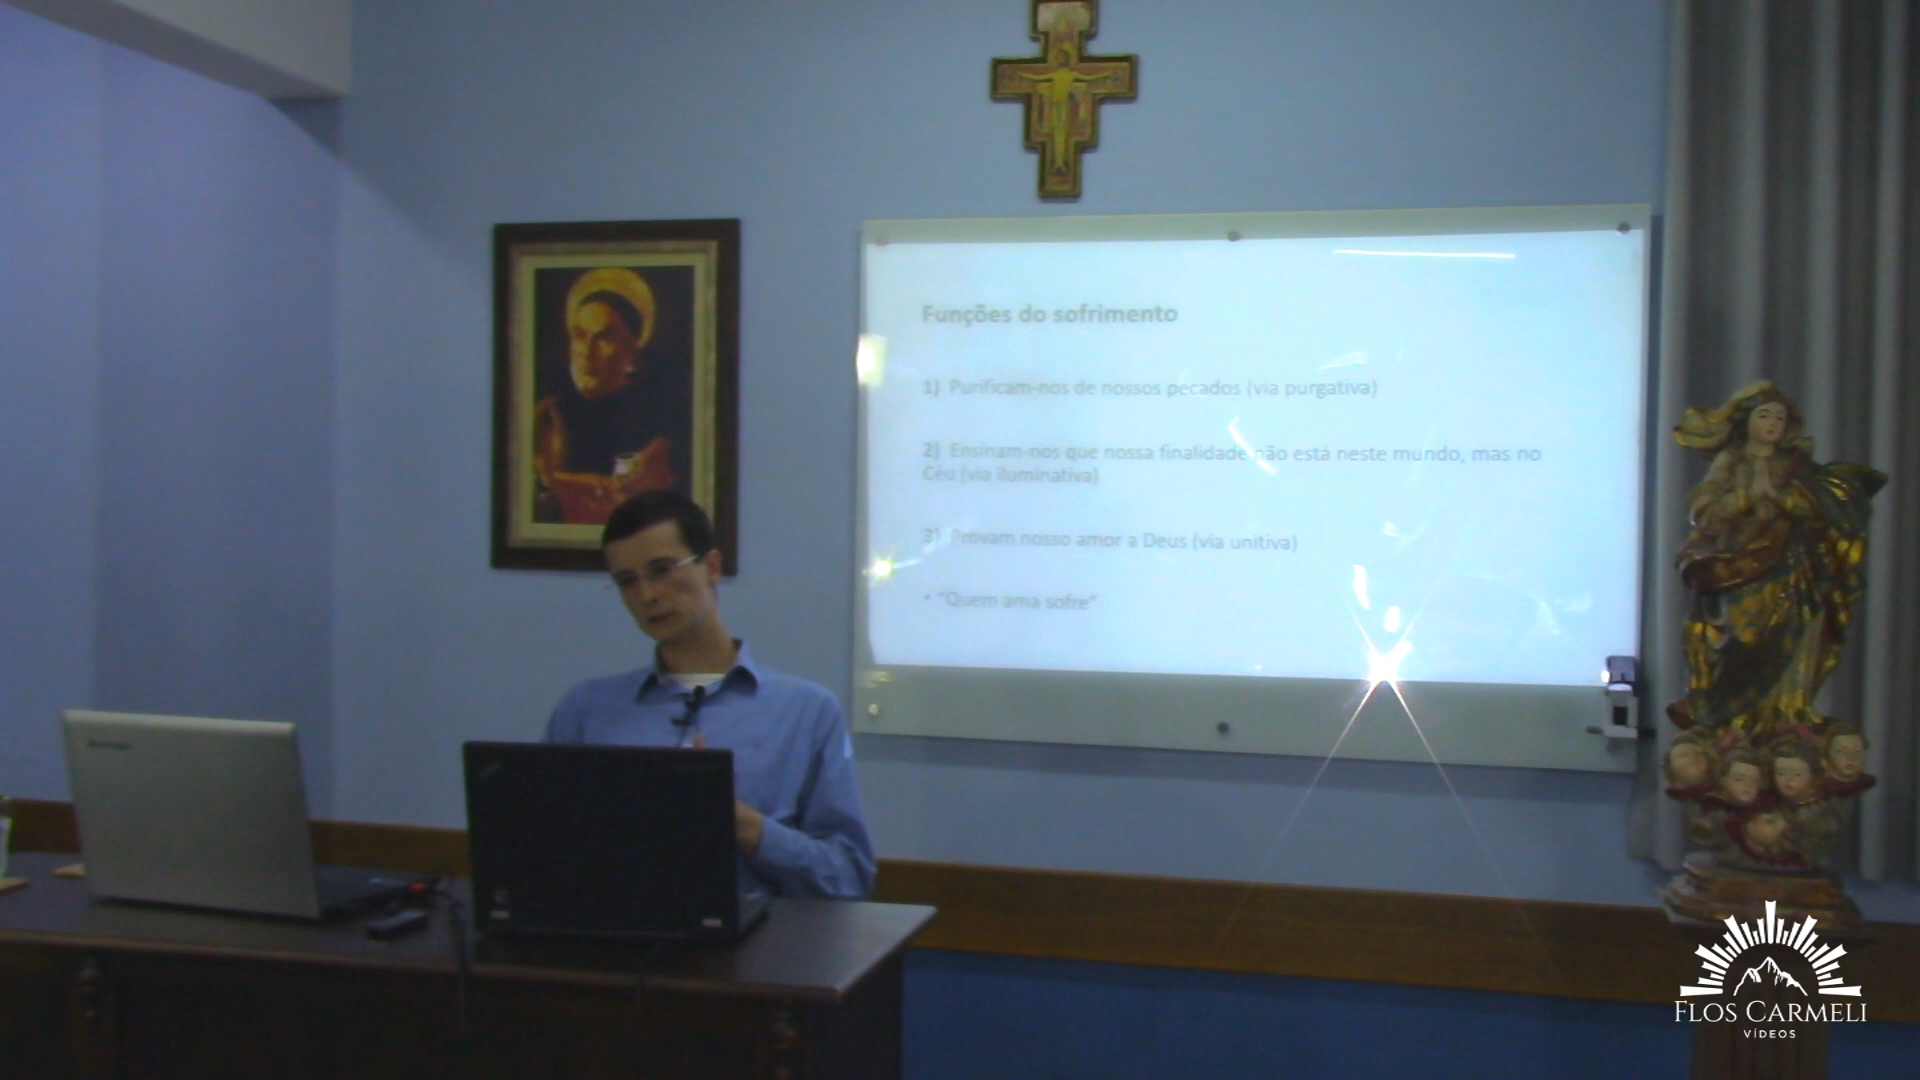 Funções do sofrimento
1) Purificam-nos de nossos pecados (via purgativa)
2) Ensinam-nos que nossa finalidade não está neste mundo, mas no
Céu (via iluminativa)
3) Provam nosso amor a Deus (via unitiva)
• "Quem ama sofre"
FLOS CARMELI
VÍDEOS